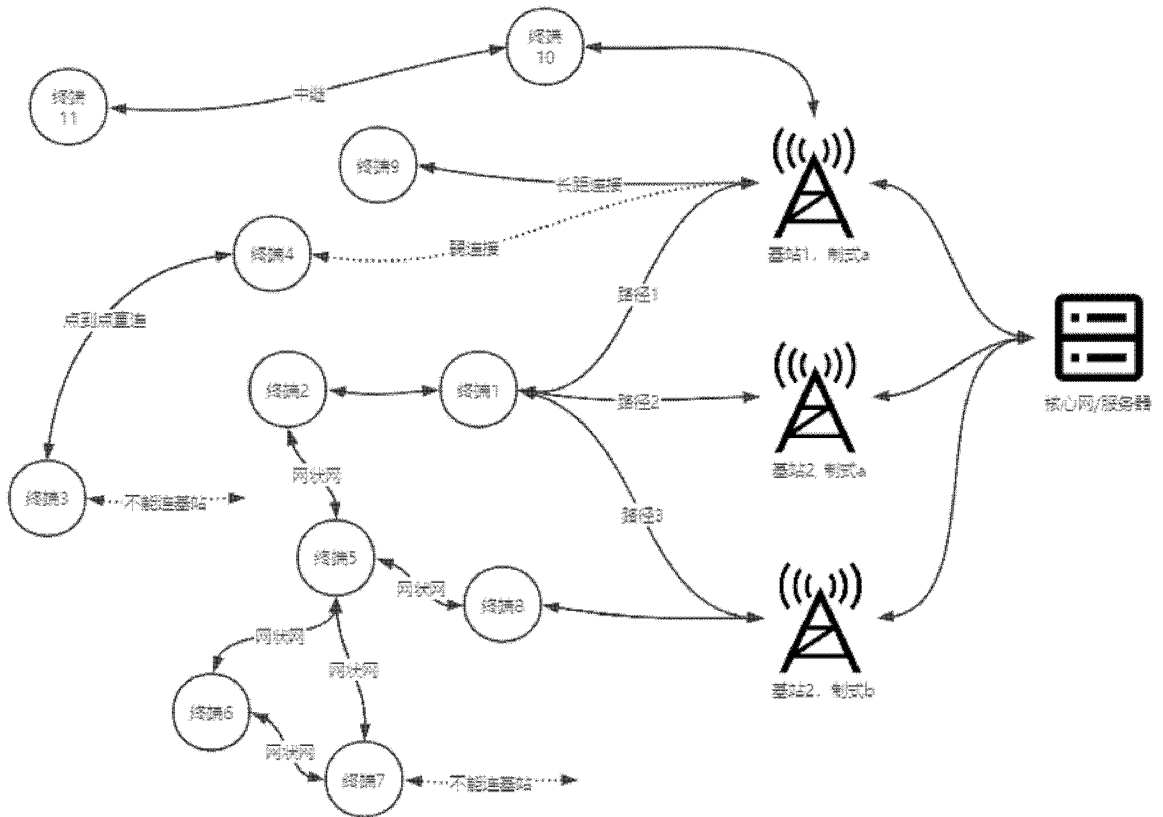 终端
10
终端
11
中继
终端9
长距连接
终端4
弱连接
基站1，制式a
路径1
点到点直连
终端2
终端1
路径2
核心网/服务器
基站2, 制式a
网状网
终端3
不能连基站
路径3
终端5
网状网
终端8
网状网
网状网
基站2，制式b
终端6
网状网
终端7
不能连基站